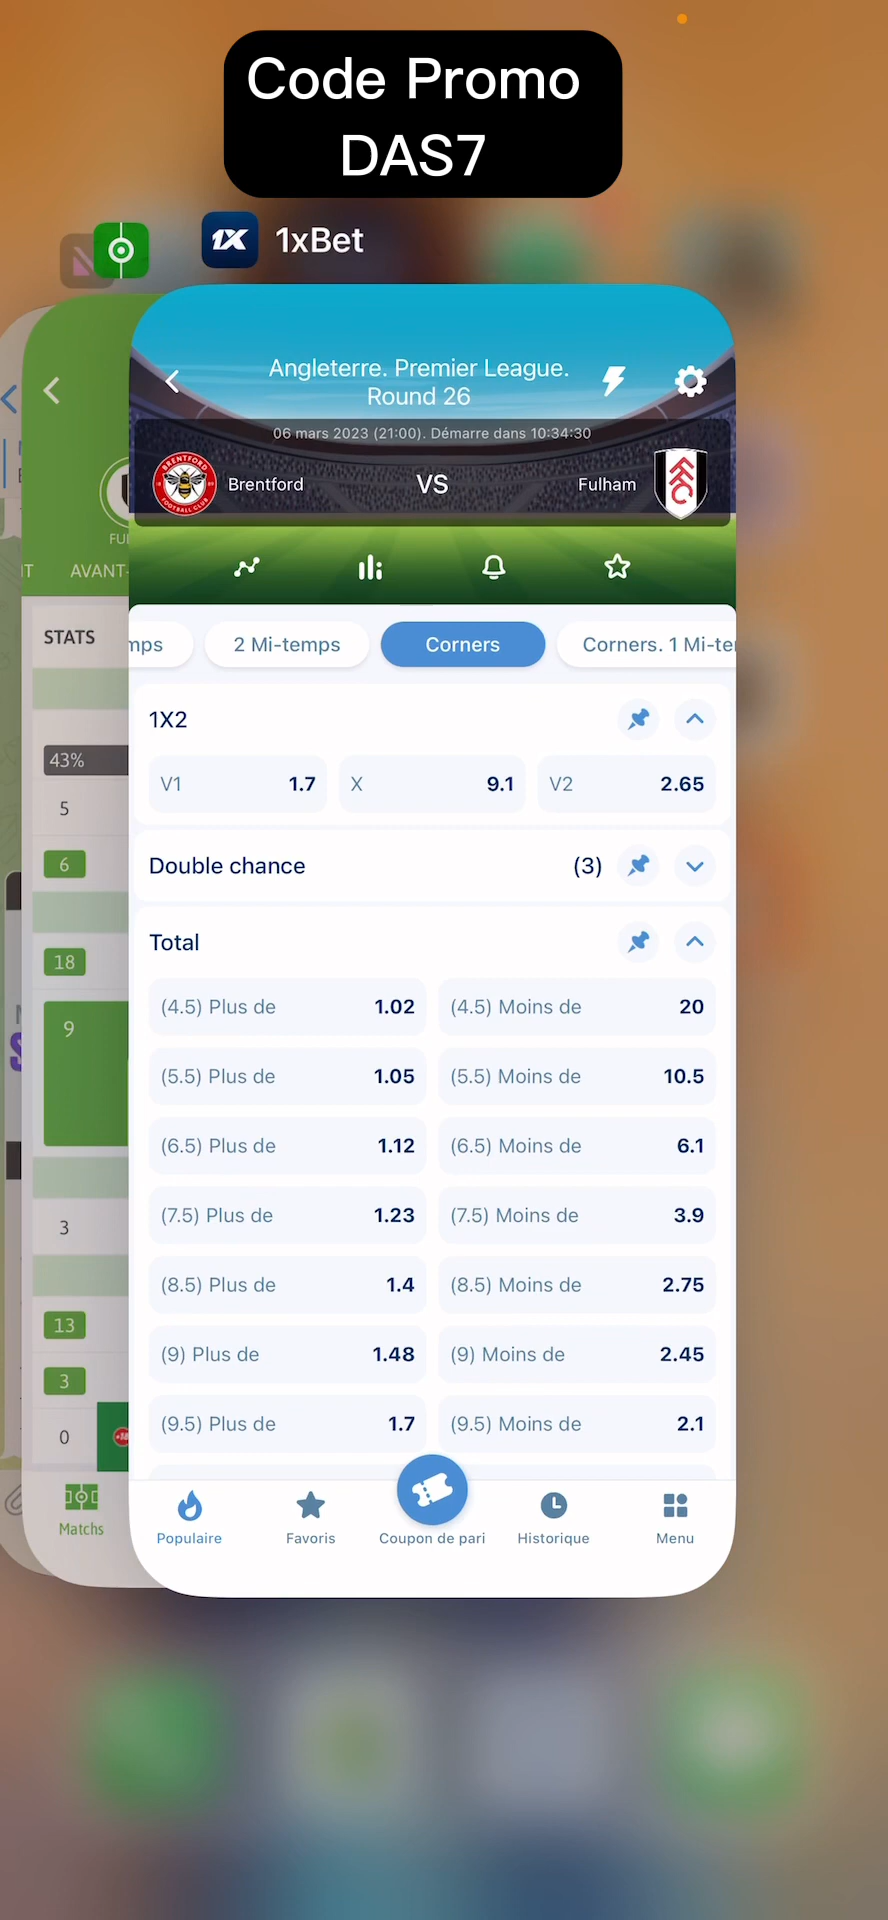 Code Promo
DAS7
1xBet
Angleterre. Premier League.
Round 26
06 mars 2023 (21:00). Démarre dans 10:34:30
Brentford
VS
Fulham
AVANT-
STATS
43%
5
6
18
9
3
13
3
0
Matchs
2 Mi-temps
Corners
Corners. 1 Mi-te
1X2
V1 1.7
X 9.1
V2 2.65
Double chance (3)
Total
(4.5) Plus de 1.02
(4.5) Moins de 20
(5.5) Plus de 1.05
(5.5) Moins de 10.5
(6.5) Plus de 1.12
(6.5) Moins de 6.1
(7.5) Plus de 1.23
(7.5) Moins de 3.9
(8.5) Plus de 1.4
(8.5) Moins de 2.75
(9) Plus de 1.48
(9) Moins de 2.45
(9.5) Plus de 1.7
(9.5) Moins de 2.1
Populaire
Favoris
Coupon de pari
Historique
Menu